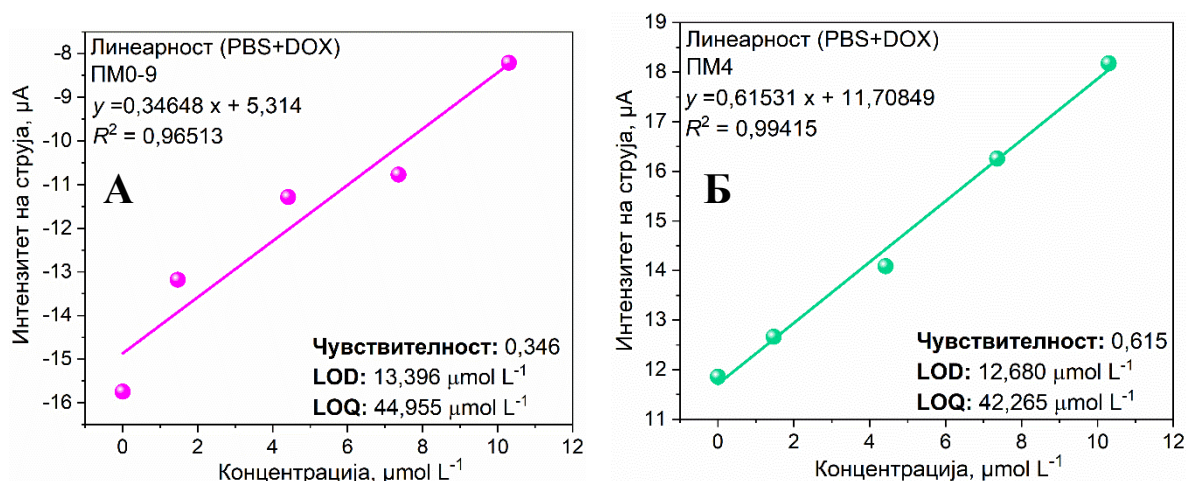 -8
-9
-10
-11
-12
-13
-14
-15
-16
Интензитет на струја, µA
Линеарност (PBS+DOX)
ПМ0-9
y =0,34648 x + 5,314
R² = 0,96513
А
Чувствителност: 0,346
LOD: 13,396 µmol L⁻¹
LOQ: 44,955 µmol L⁻¹
0 2 4 6 8 10 12
Концентрација, µmol L⁻¹
19
18
17
16
15
14
13
12
11
Интензитет на струја, µA
Линеарност (PBS+DOX)
ПМ4
y =0,61531 x + 11,70849
R² = 0,99415
Б
Чувствителност: 0,615
LOD: 12,680 µmol L⁻¹
LOQ: 42,265 µmol L⁻¹
0 2 4 6 8 10 12
Концентрација, µmol L⁻¹